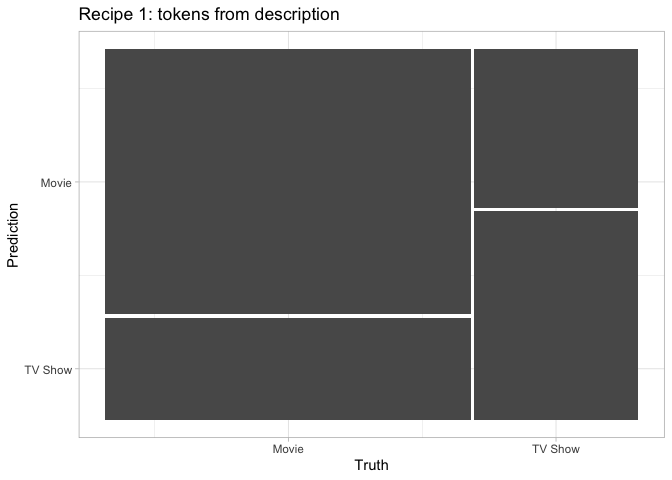 Recipe 1: tokens from description
Prediction
Movie
TV Show
Movie
TV Show
Truth